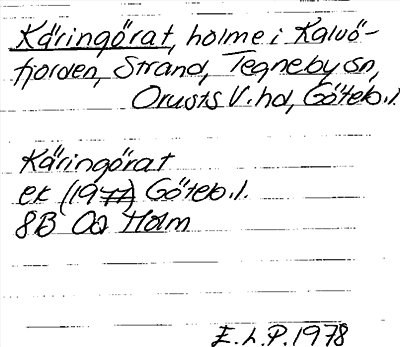 Käringörat, holme i Kalvö-
fjorden, Strand, Tegneby sn,
Orusts V. hd, Göteb. l.
Käringörat
ek (1977) Göteb. l.
8B Oa Holm
E. L. P. 1978